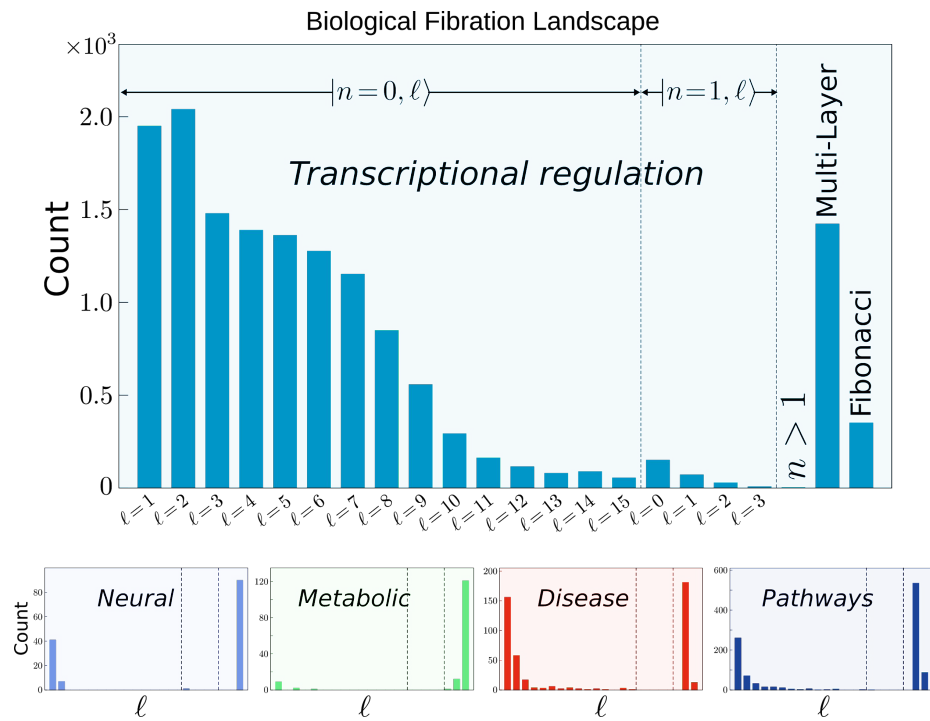 Biological Fibration Landscape
×10³
|n=0,ℓ⟩
|n=1,ℓ⟩
Transcriptional regulation
Multi-Layer
Fibonacci
n > 1
Count
2.0
1.5
1.0
0.5
0
ℓ=1
ℓ=2
ℓ=3
ℓ=4
ℓ=5
ℓ=6
ℓ=7
ℓ=8
ℓ=9
ℓ=10
ℓ=11
ℓ=12
ℓ=13
ℓ=14
ℓ=15
ℓ=0
ℓ=1
ℓ=2
ℓ=3
Neural
Count
80
60
40
20
0
ℓ
Metabolic
120
80
40
0
ℓ
Disease
200
150
100
50
0
ℓ
Pathways
600
400
200
0
ℓ